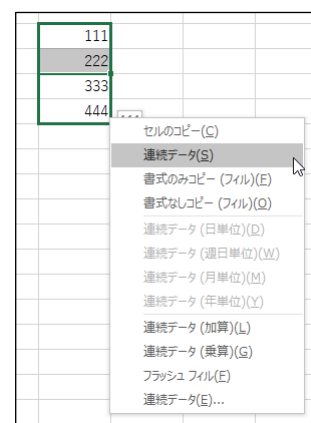 111
222
333
444
セルのコピー(C)
連続データ(S)
書式のみコピー (フィル)(F)
書式なしコピー (フィル)(O)
連続データ (日単位)(D)
連続データ (週日単位)(W)
連続データ (月単位)(M)
連続データ (年単位)(Y)
連続データ (加算)(L)
連続データ (乗算)(G)
フラッシュ フィル(F)
連続データ(E)...